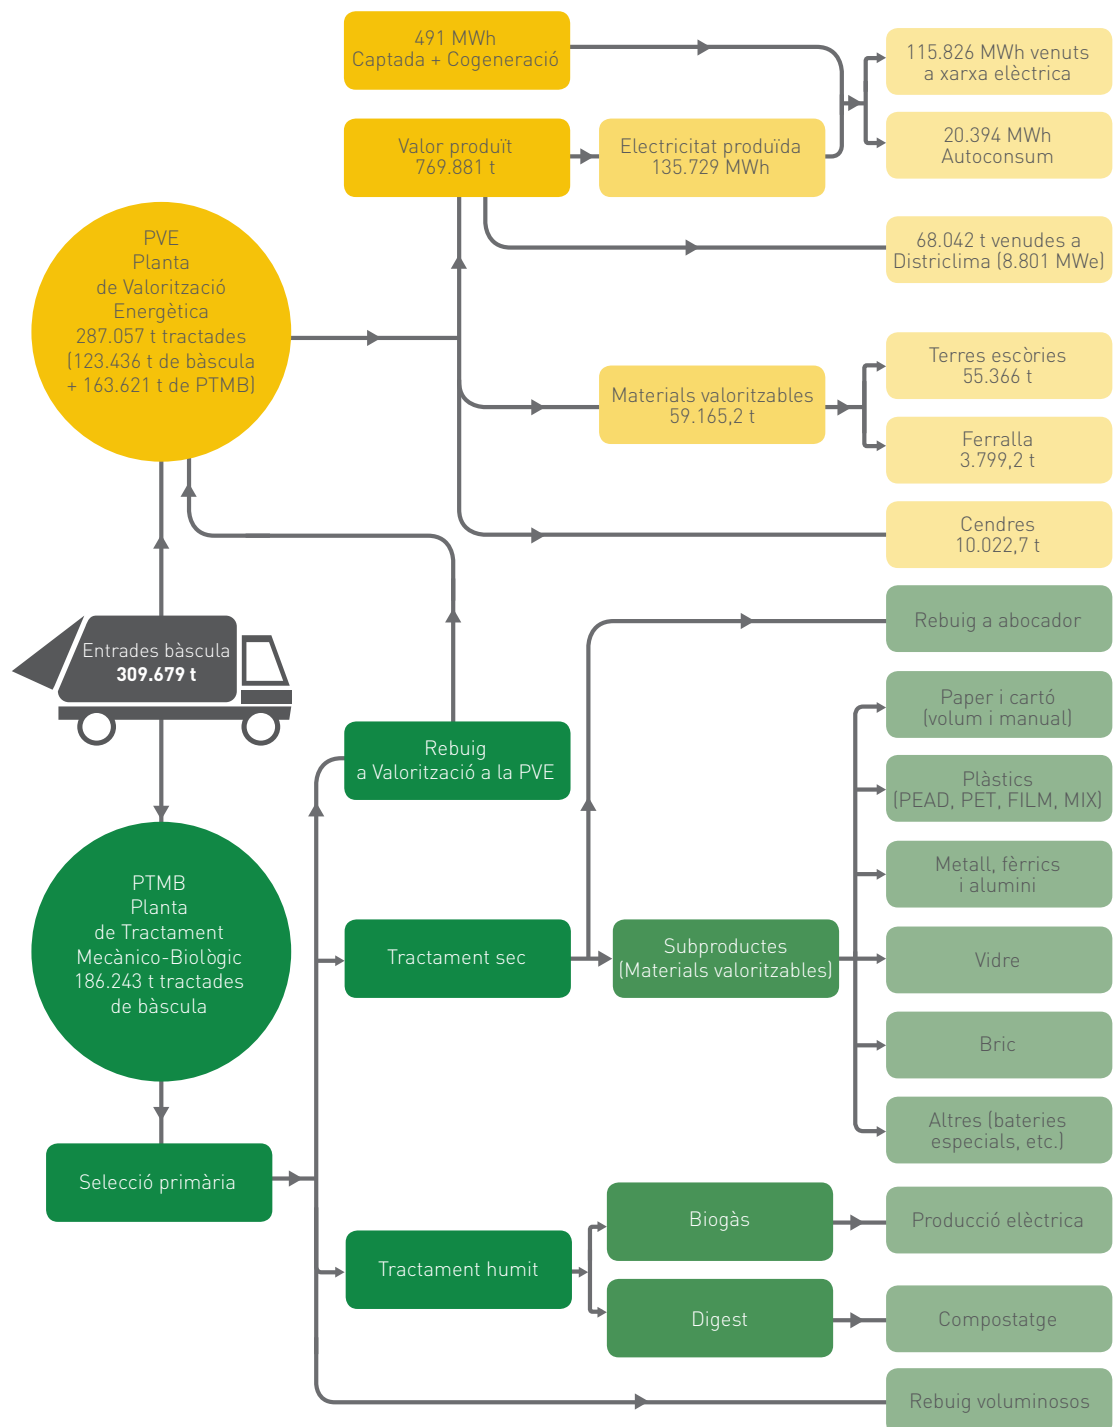 491 MWh
Captada + Cogeneració
115.826 MWh venuts
a xarxa elèctrica
Valor produït
769.881 t
Electricitat produïda
135.729 MWh
20.394 MWh
Autoconsum
PVE
Planta
de Valorització
Energètica
287.057 t tractades
(123.436 t de bàscula
+ 163.621 t de PTMB)
68.042 t venudes a
Districlima (8.801 MWe)
Materials valoritzables
59.165,2 t
Terres escòries
55.366 t
Ferralla
3.799,2 t
Cendres
10.022,7 t
Entrades bàscula
309.679 t
Rebuig a abocador
Rebuig
a Valorització a la PVE
Paper i cartó
(volum i manual)
Plàstics
(PEAD, PET, FILM, MIX)
Metall, fèrrics
i alumini
PTMB
Planta
de Tractament
Mecànico-Biològic
186.243 t tractades
de bàscula
Tractament sec
Subproductes
(Materials valoritzables)
Vidre
Bric
Altres (bateries
especials, etc.)
Selecció primària
Tractament humit
Biogàs
Producció elèctrica
Digest
Compostatge
Rebuig voluminosos